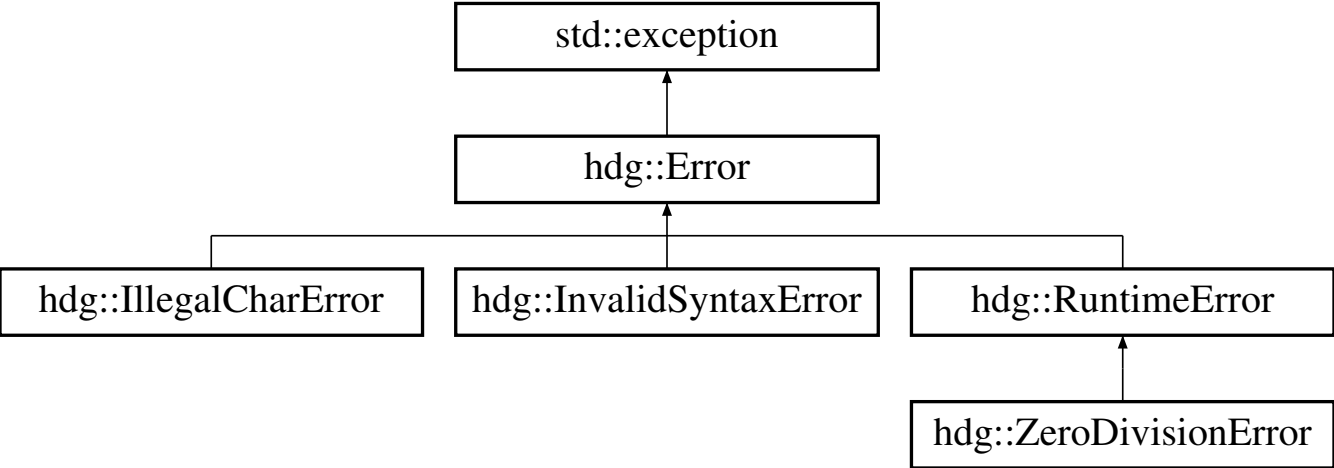 std::exception
hdg::Error
hdg::IllegalCharError
hdg::InvalidSyntaxError
hdg::RuntimeError
hdg::ZeroDivisionError